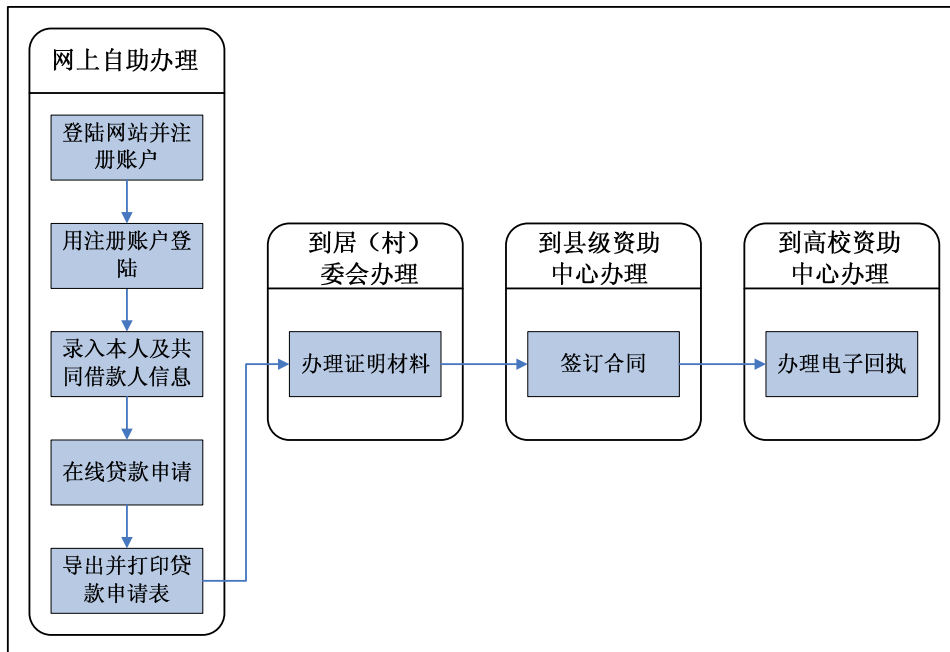 网上自助办理
登陆网站并注
册账户
用注册账户登
陆
录入本人及共
同借款人信息
在线贷款申请
导出并打印贷
款申请表
到居（村）
委会办理
办理证明材料
到县级资助
中心办理
签订合同
到高校资助
中心办理
办理电子回执